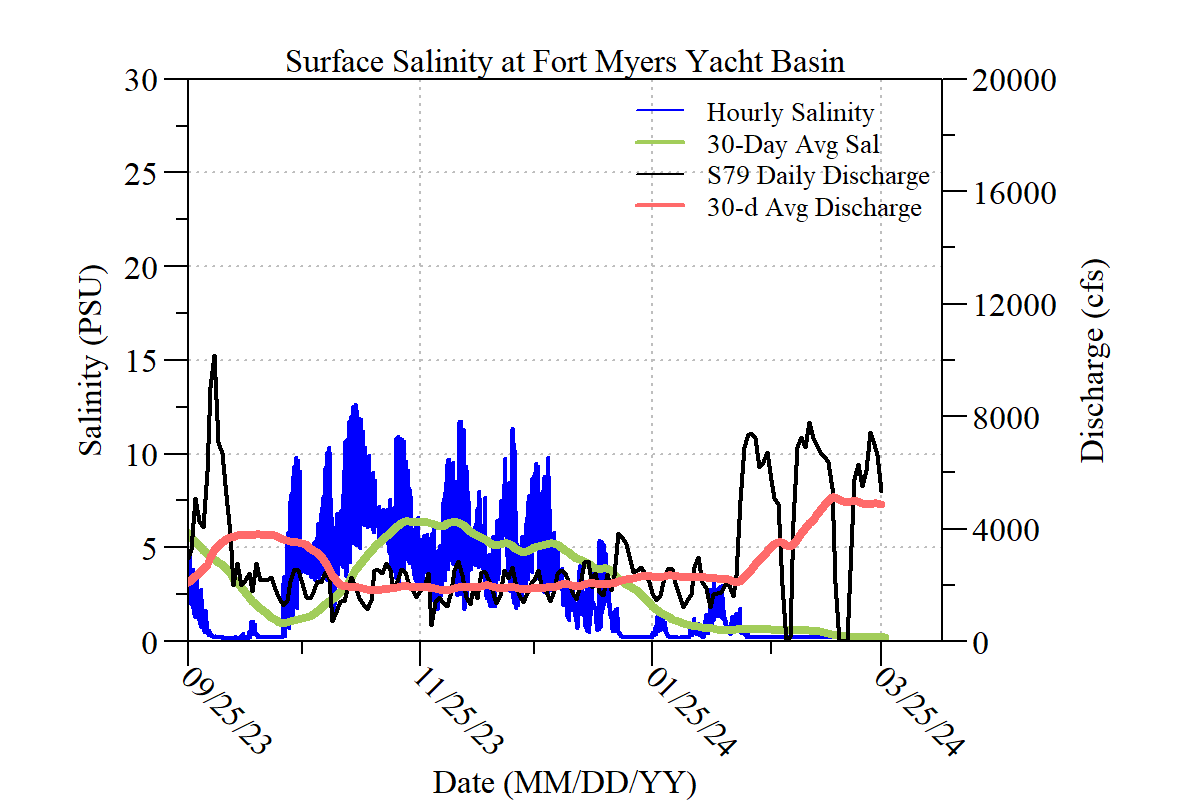 Surface Salinity at Fort Myers Yacht Basin
30
25
20
15
10
5
0
Salinity (PSU)
Hourly Salinity
30-Day Avg Sal
S79 Daily Discharge
30-d Avg Discharge
20000
16000
12000
8000
4000
0
Discharge (cfs)
09/25/23
11/25/23
01/25/24
03/25/24
Date (MM/DD/YY)